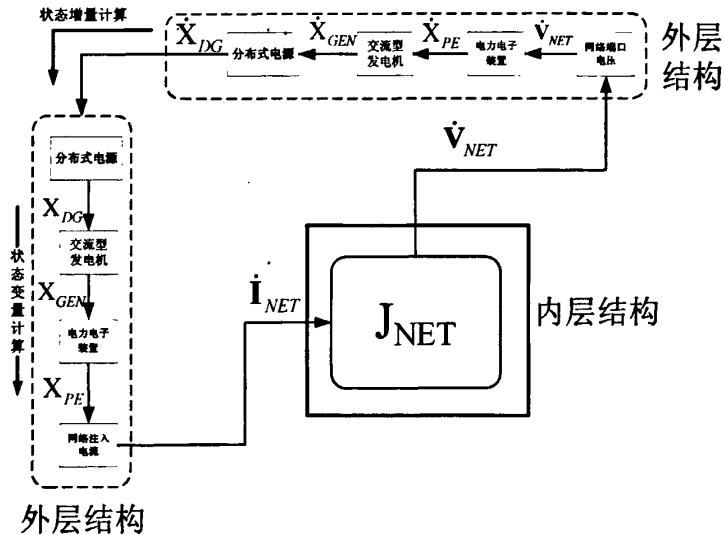 状态增量计算
Ẋ_DG
分布式电源
Ẋ_GEN
交流型
发电机
Ẋ_PE
电力电子
装置
V̇_NET
网络端口
电压
外层
结构
V̇_NET
分布式电源
X_DG
交流型
发电机
X_GEN
电力电子
装置
X_PE
网络注入
电流
状态变量计算
外层结构
İ_NET
J_NET
内层结构